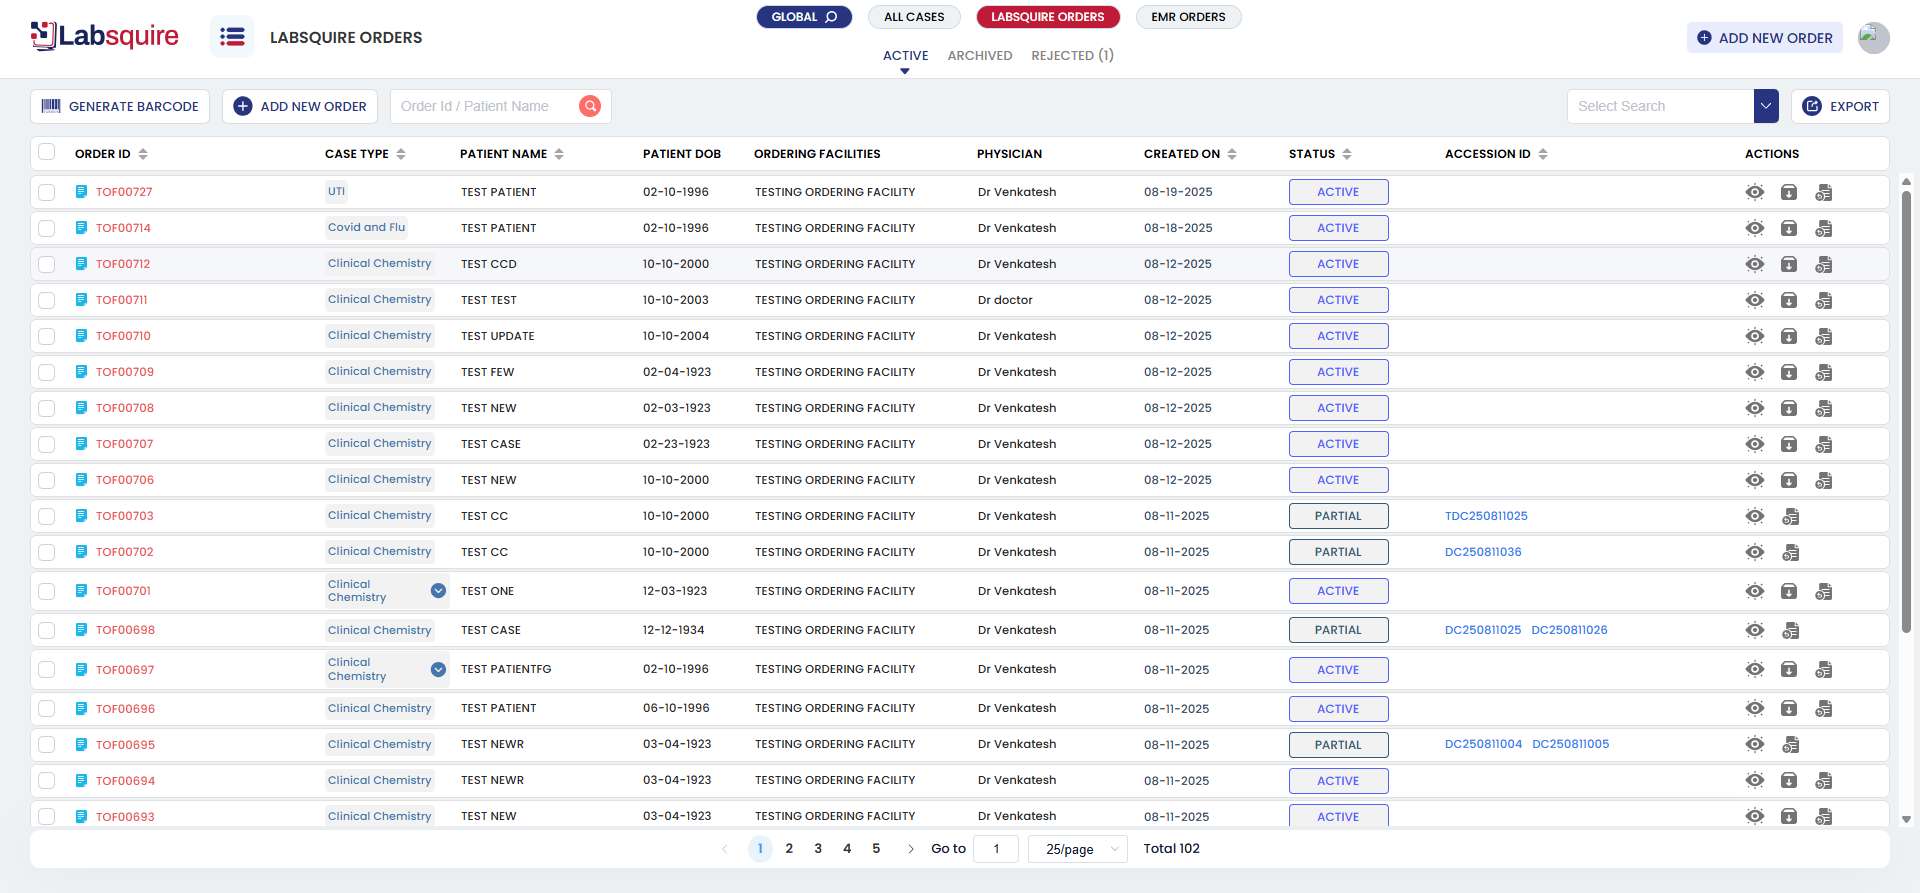 Labsquire
LABSQUIRE ORDERS
GLOBAL ALL CASES LABSQUIRE ORDERS EMR ORDERS
ACTIVE ARCHIVED REJECTED (1)
ADD NEW ORDER
GENERATE BARCODE ADD NEW ORDER Order Id / Patient Name Select Search EXPORT
ORDER ID CASE TYPE PATIENT NAME PATIENT DOB ORDERING FACILITIES PHYSICIAN CREATED ON STATUS ACCESSION ID ACTIONS
TOF00727 UTI TEST PATIENT 02-10-1996 TESTING ORDERING FACILITY Dr Venkatesh 08-19-2025 ACTIVE
TOF00714 Covid and Flu TEST PATIENT 02-10-1996 TESTING ORDERING FACILITY Dr Venkatesh 08-18-2025 ACTIVE
TOF00712 Clinical Chemistry TEST CCD 10-10-2000 TESTING ORDERING FACILITY Dr Venkatesh 08-12-2025 ACTIVE
TOF00711 Clinical Chemistry TEST TEST 10-10-2003 TESTING ORDERING FACILITY Dr doctor 08-12-2025 ACTIVE
TOF00710 Clinical Chemistry TEST UPDATE 10-10-2004 TESTING ORDERING FACILITY Dr Venkatesh 08-12-2025 ACTIVE
TOF00709 Clinical Chemistry TEST FEW 02-04-1923 TESTING ORDERING FACILITY Dr Venkatesh 08-12-2025 ACTIVE
TOF00708 Clinical Chemistry TEST NEW 02-03-1923 TESTING ORDERING FACILITY Dr Venkatesh 08-12-2025 ACTIVE
TOF00707 Clinical Chemistry TEST CASE 02-23-1923 TESTING ORDERING FACILITY Dr Venkatesh 08-12-2025 ACTIVE
TOF00706 Clinical Chemistry TEST NEW 10-10-2000 TESTING ORDERING FACILITY Dr Venkatesh 08-12-2025 ACTIVE
TOF00703 Clinical Chemistry TEST CC 10-10-2000 TESTING ORDERING FACILITY Dr Venkatesh 08-11-2025 PARTIAL TDC250811025
TOF00702 Clinical Chemistry TEST CC 10-10-2000 TESTING ORDERING FACILITY Dr Venkatesh 08-11-2025 PARTIAL DC250811036
TOF00701 Clinical Chemistry TEST ONE 12-03-1923 TESTING ORDERING FACILITY Dr Venkatesh 08-11-2025 ACTIVE
TOF00698 Clinical Chemistry TEST CASE 12-12-1934 TESTING ORDERING FACILITY Dr Venkatesh 08-11-2025 PARTIAL DC250811025 DC250811026
TOF00697 Clinical Chemistry TEST PATIENTFG 02-10-1996 TESTING ORDERING FACILITY Dr Venkatesh 08-11-2025 ACTIVE
TOF00696 Clinical Chemistry TEST PATIENT 06-10-1996 TESTING ORDERING FACILITY Dr Venkatesh 08-11-2025 ACTIVE
TOF00695 Clinical Chemistry TEST NEWR 03-04-1923 TESTING ORDERING FACILITY Dr Venkatesh 08-11-2025 PARTIAL DC250811004 DC250811005
TOF00694 Clinical Chemistry TEST NEWR 03-04-1923 TESTING ORDERING FACILITY Dr Venkatesh 08-11-2025 ACTIVE
TOF00693 Clinical Chemistry TEST NEW 03-04-1923 TESTING ORDERING FACILITY Dr Venkatesh 08-11-2025 ACTIVE
1 2 3 4 5 Go to 1 25/page Total 102